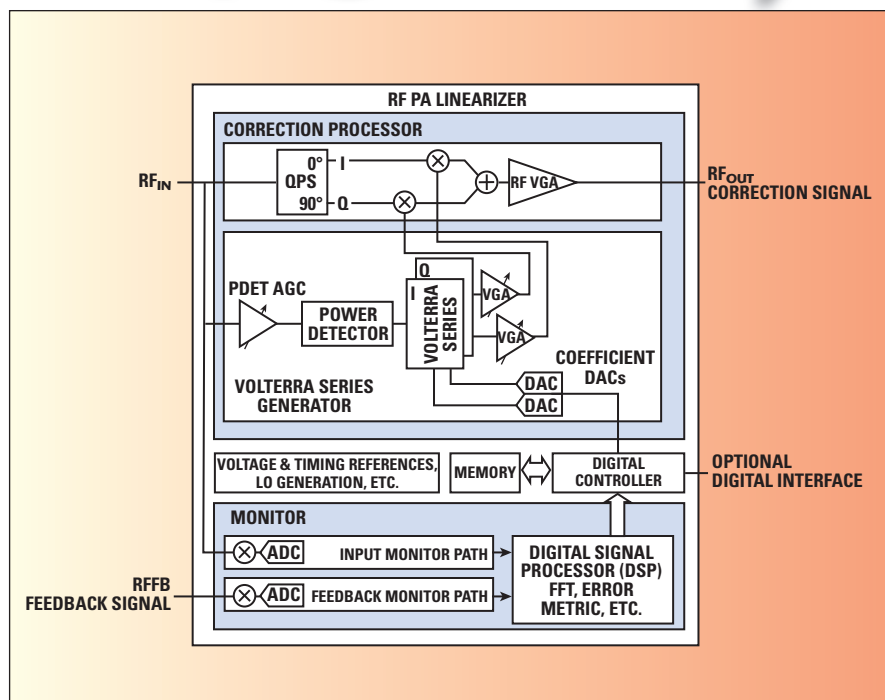 RF PA LINEARIZER
CORRECTION PROCESSOR
RFIN
0°
I
QPS
90°
Q
RF VGA
RFOUT
CORRECTION SIGNAL
PDET AGC
POWER
DETECTOR
Q
I
VOLTERRA
SERIES
VGA
VGA
VOLTERRA SERIES
GENERATOR
COEFFICIENT
DACs
DAC
DAC
VOLTAGE & TIMING REFERENCES,
LO GENERATION, ETC.
MEMORY
DIGITAL
CONTROLLER
OPTIONAL
DIGITAL INTERFACE
MONITOR
ADC
INPUT MONITOR PATH
RFFB
FEEDBACK SIGNAL
ADC
FEEDBACK MONITOR PATH
DIGITAL SIGNAL
PROCESSOR (DSP)
FFT, ERROR
METRIC, ETC.